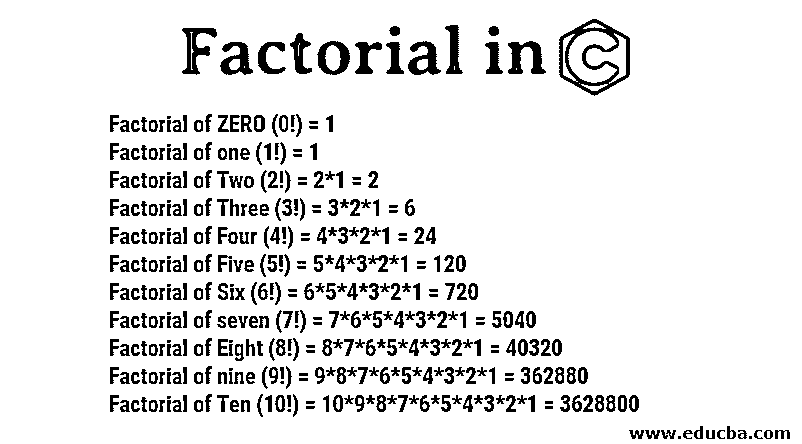 Factorial in C
Factorial of ZERO (0!) = 1
Factorial of one (1!) = 1
Factorial of Two (2!) = 2*1 = 2
Factorial of Three (3!) = 3*2*1 = 6
Factorial of Four (4!) = 4*3*2*1 = 24
Factorial of Five (5!) = 5*4*3*2*1 = 120
Factorial of Six (6!) = 6*5*4*3*2*1 = 720
Factorial of seven (7!) = 7*6*5*4*3*2*1 = 5040
Factorial of Eight (8!) = 8*7*6*5*4*3*2*1 = 40320
Factorial of nine (9!) = 9*8*7*6*5*4*3*2*1 = 362880
Factorial of Ten (10!) = 10*9*8*7*6*5*4*3*2*1 = 3628800
www.educba.com